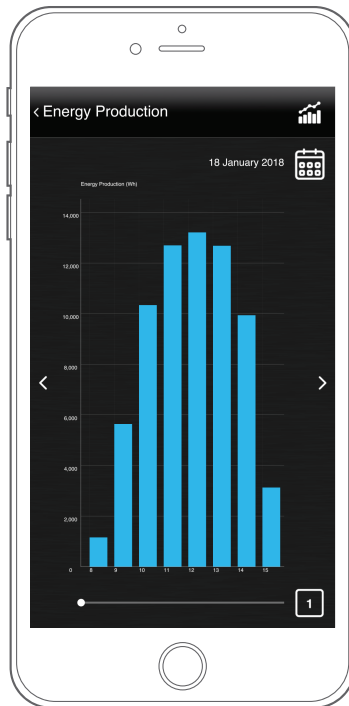 ‹ Energy Production
18 January 2018
Energy Production (Wh)
14,000
12,000
10,000
8,000
6,000
4,000
2,000
0
8 9 10 11 12 13 14 15
1